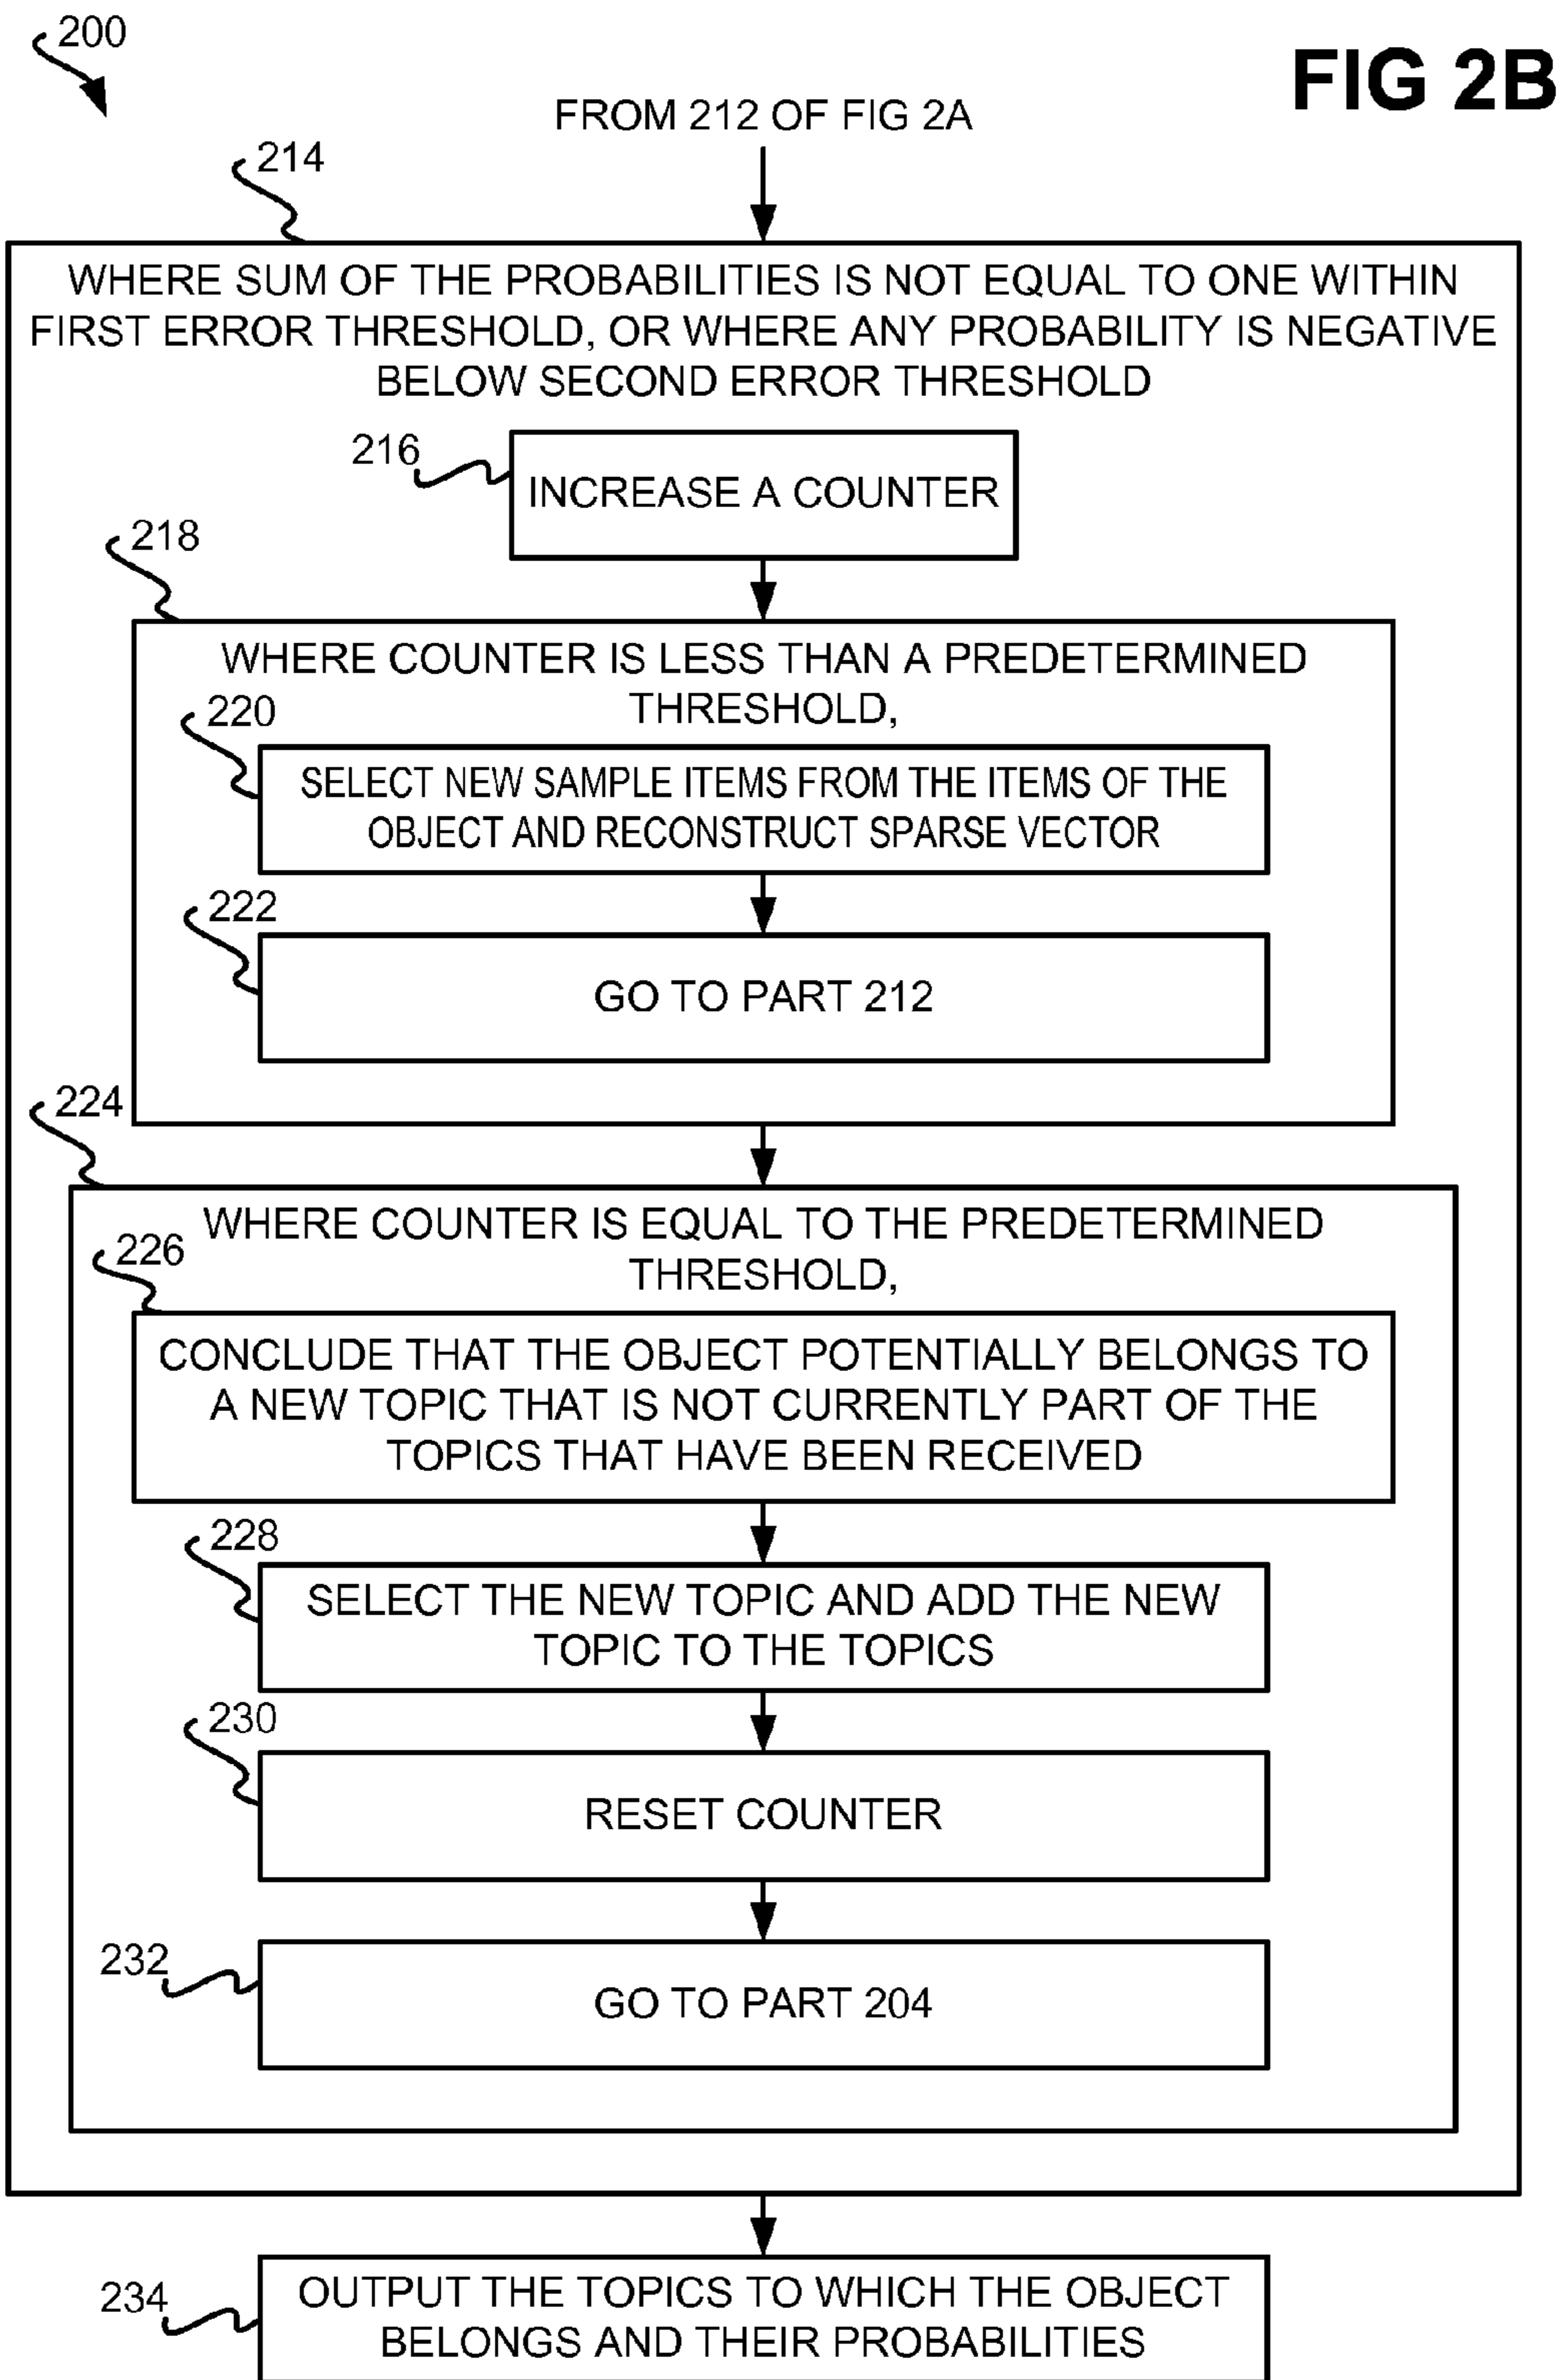 200
FIG 2B
FROM 212 OF FIG 2A
214
WHERE SUM OF THE PROBABILITIES IS NOT EQUAL TO ONE WITHIN
FIRST ERROR THRESHOLD, OR WHERE ANY PROBABILITY IS NEGATIVE
BELOW SECOND ERROR THRESHOLD
216
INCREASE A COUNTER
218
WHERE COUNTER IS LESS THAN A PREDETERMINED
THRESHOLD,
220
SELECT NEW SAMPLE ITEMS FROM THE ITEMS OF THE
OBJECT AND RECONSTRUCT SPARSE VECTOR
222
GO TO PART 212
224
WHERE COUNTER IS EQUAL TO THE PREDETERMINED
THRESHOLD,
226
CONCLUDE THAT THE OBJECT POTENTIALLY BELONGS TO
A NEW TOPIC THAT IS NOT CURRENTLY PART OF THE
TOPICS THAT HAVE BEEN RECEIVED
228
SELECT THE NEW TOPIC AND ADD THE NEW
TOPIC TO THE TOPICS
230
RESET COUNTER
232
GO TO PART 204
234
OUTPUT THE TOPICS TO WHICH THE OBJECT
BELONGS AND THEIR PROBABILITIES